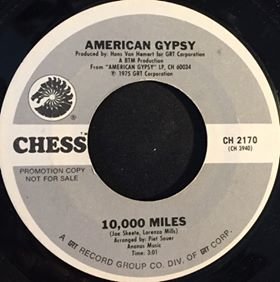 AMERICAN GYPSY
Produced by: Hans Van Hemert for GRT Corporation
A BTM Production
From "AMERICAN GYPSY" LP, CH 60034
℗ 1975 GRT Corporation
CHESS
CH 2170
(CH 3940)
PROMOTION COPY
NOT FOR SALE
10,000 MILES
(Joe Skeete, Lorenzo Mills)
Arranged by: Piet Souer
Ananas Music
Time: 3:01
A GRT RECORD GROUP CO. DIV. OF GRT CORP.